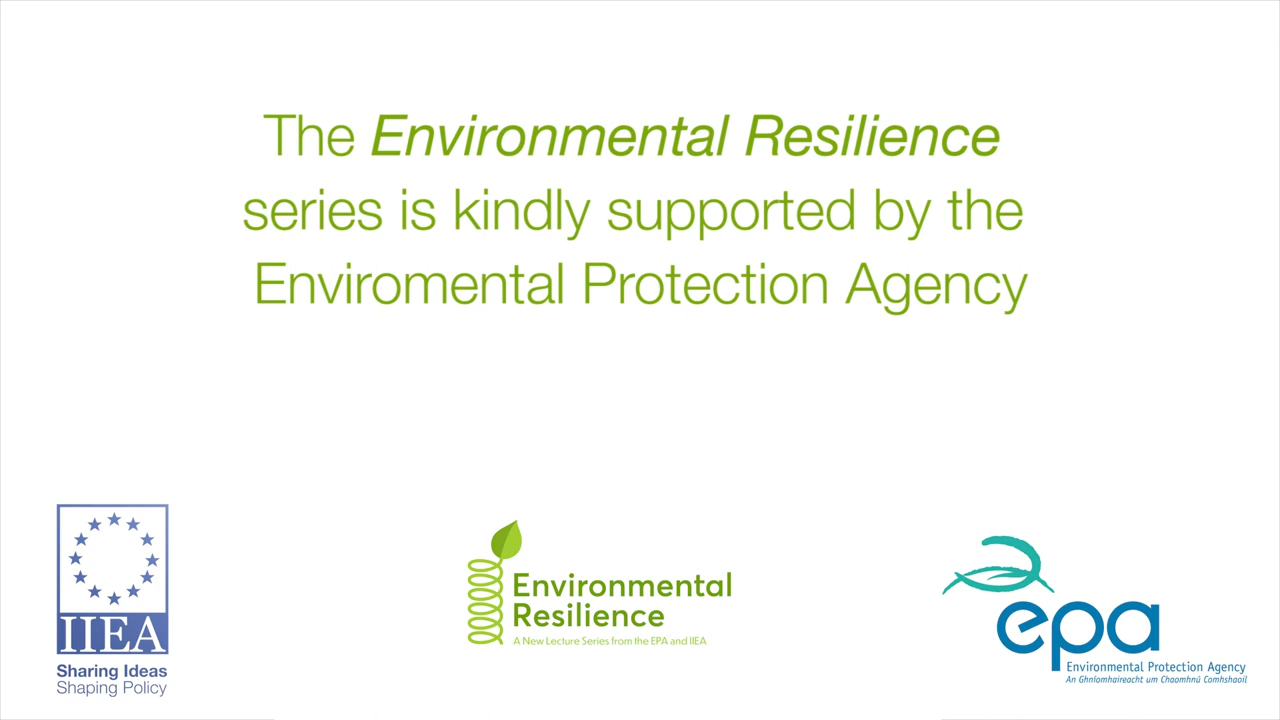 The Environmental Resilience
series is kindly supported by the
Enviromental Protection Agency
IIEA
Sharing Ideas
Shaping Policy
Environmental
Resilience
A New Lecture Series from the EPA and IIEA
epa
Environmental Protection Agency
An Ghníomhaireacht um Chaomhnú Comhshaoil